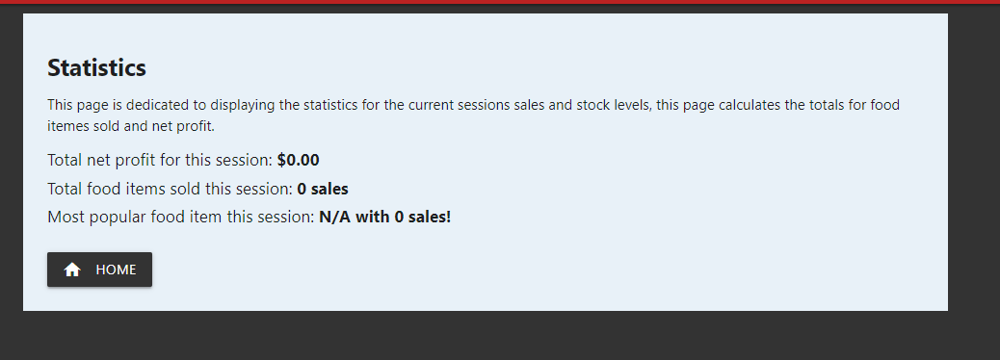 Statistics
This page is dedicated to displaying the statistics for the current sessions sales and stock levels, this page calculates the totals for food
itemes sold and net profit.
Total net profit for this session: $0.00
Total food items sold this session: 0 sales
Most popular food item this session: N/A with 0 sales!
HOME